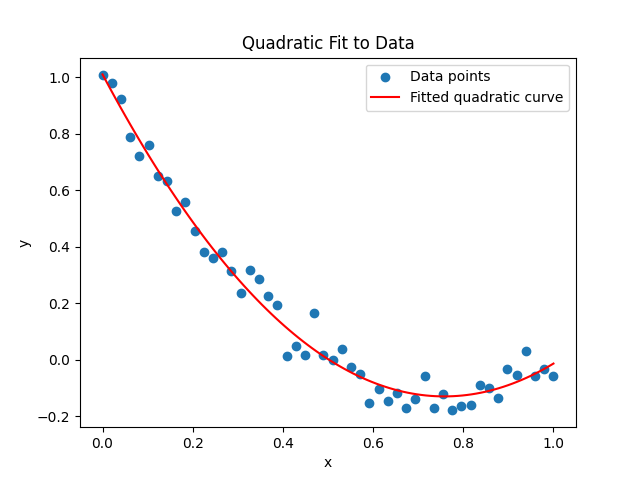 Quadratic Fit to Data
Data points
Fitted quadratic curve
1.0
0.8
0.6
0.4
0.2
0.0
−0.2
y
0.0 0.2 0.4 0.6 0.8 1.0
x